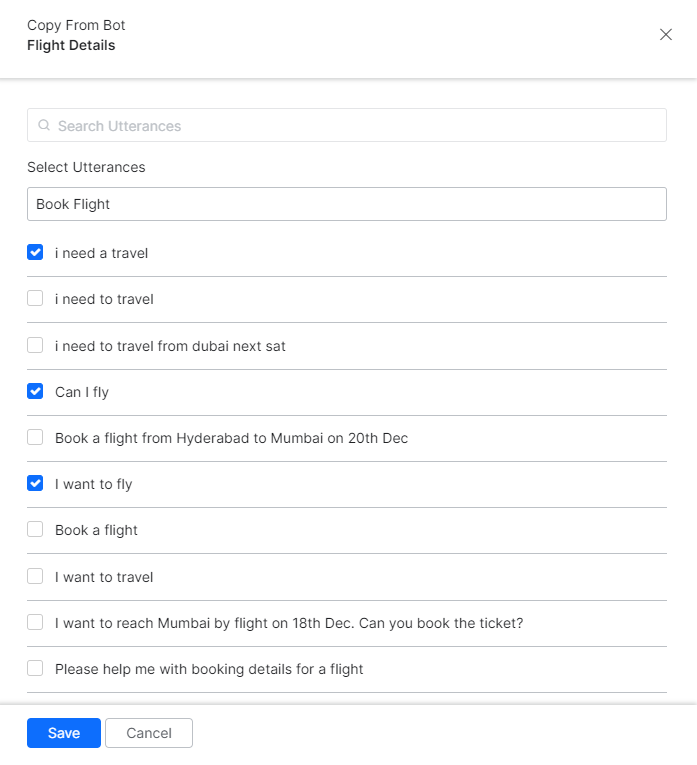 Copy From Bot
Flight Details
Search Utterances
Select Utterances
Book Flight
i need a travel
i need to travel
i need to travel from dubai next sat
Can I fly
Book a flight from Hyderabad to Mumbai on 20th Dec
I want to fly
Book a flight
I want to travel
I want to reach Mumbai by flight on 18th Dec. Can you book the ticket?
Please help me with booking details for a flight
Save
Cancel